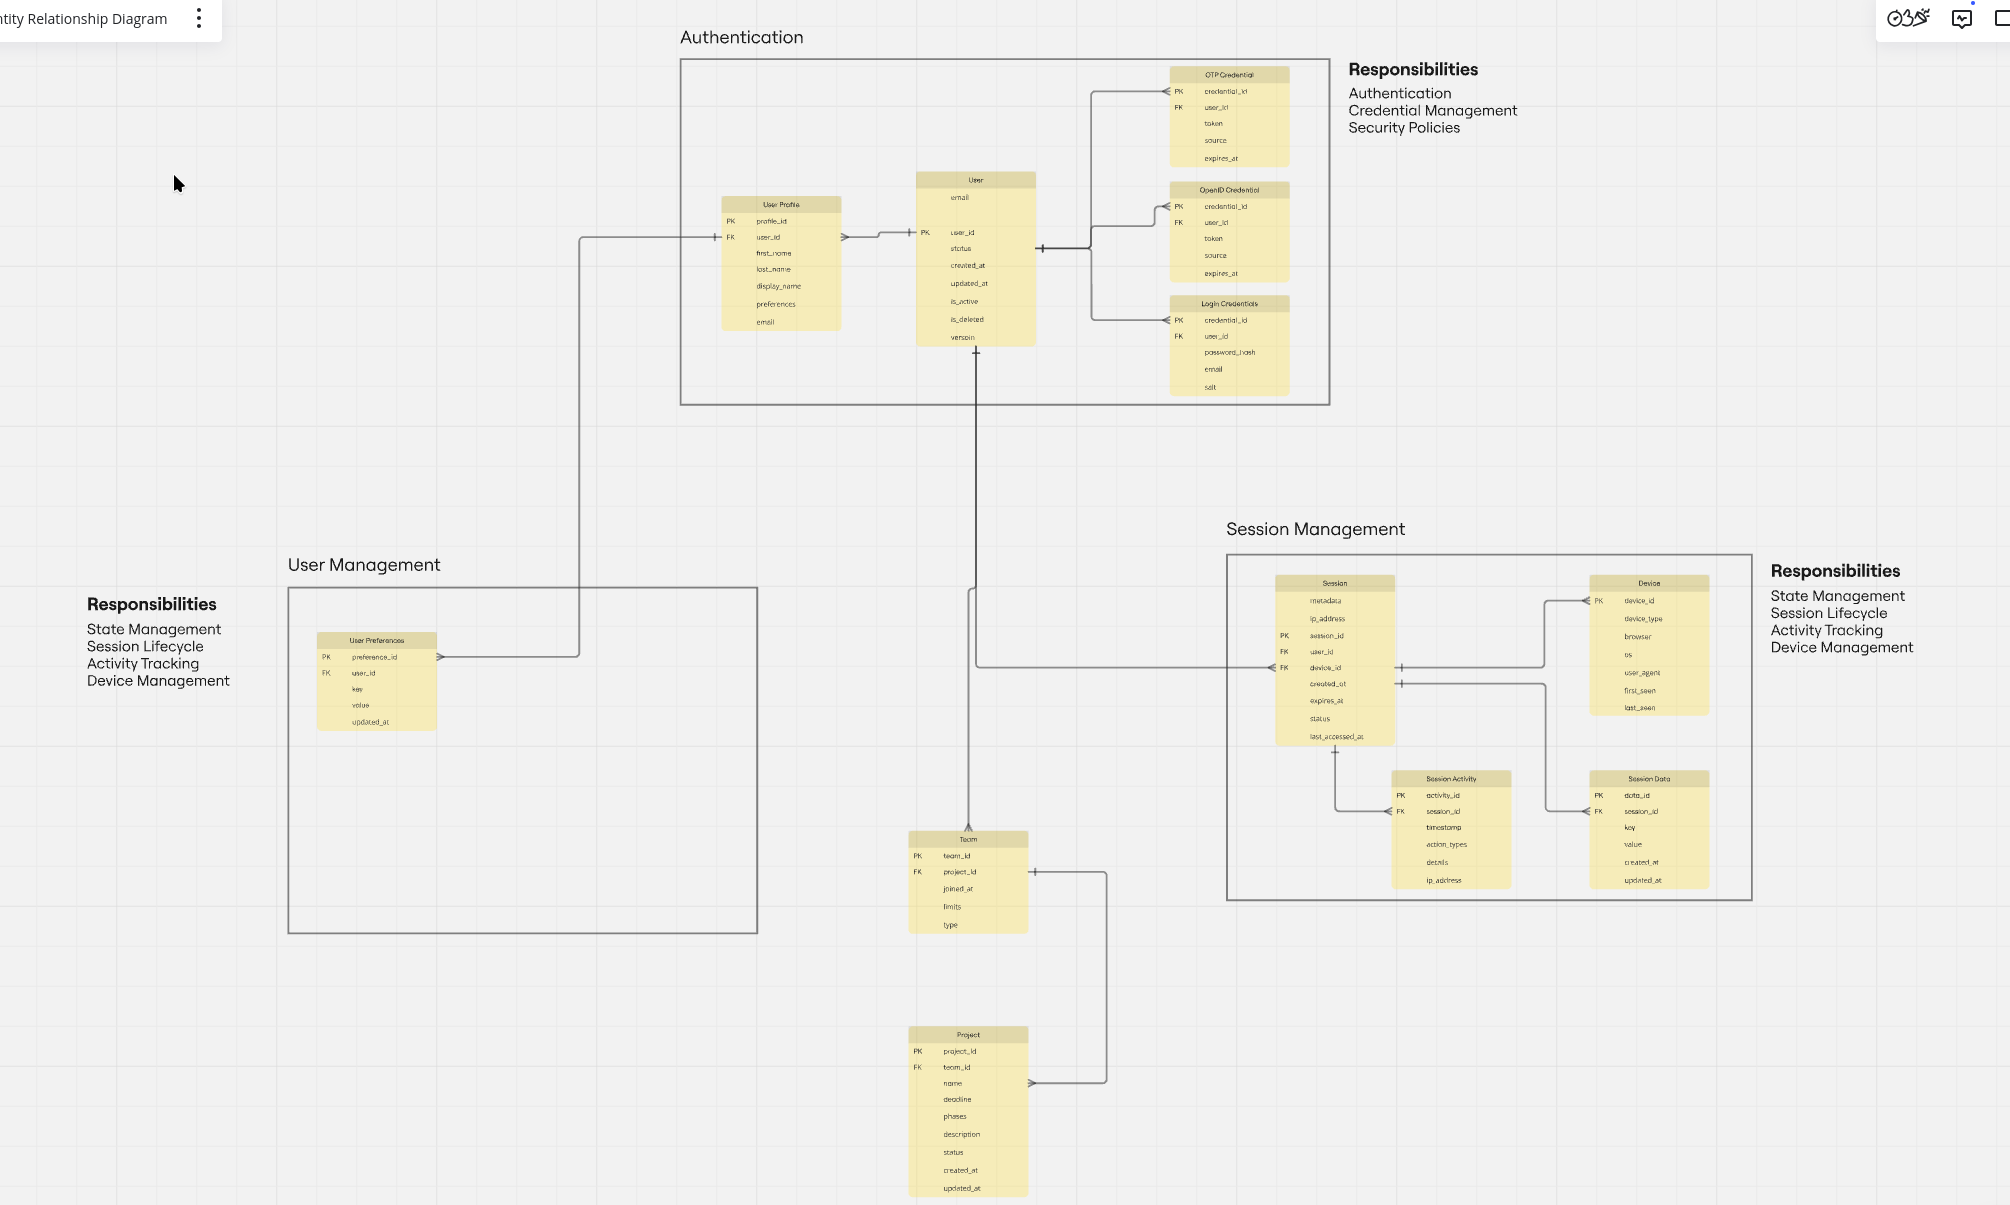 ntity Relationship Diagram
Authentication
Responsibilities
Authentication
Credential Management
Security Policies
OTP Credential
PK credential_id
FK user_id
token
source
expires_at
OpenID Credential
PK credential_id
FK user_id
token
source
expires_at
Login Credentials
PK credential_id
FK user_id
password_hash
email
salt
User
email
PK user_id
status
created_at
updated_at
is_active
is_deleted
versoin
User Profile
PK profile_id
FK user_id
first_name
last_name
display_name
preferences
email
User Management
Responsibilities
State Management
Session Lifecycle
Activity Tracking
Device Management
User Preferences
PK preference_id
FK user_id
key
value
updated_at
Session Management
Responsibilities
State Management
Session Lifecycle
Activity Tracking
Device Management
Session
metadata
ip_address
PK session_id
FK user_id
FK device_id
created_at
expires_at
status
last_accessed_at
Device
PK device_id
device_type
browser
os
user_agent
first_seen
last_seen
Session Activity
PK activity_id
FK session_id
timestamp
action_types
details
ip_address
Session Data
PK data_id
FK session_id
key
value
created_at
updated_at
Team
PK team_id
FK project_id
joined_at
limits
type
Project
PK project_id
FK team_id
name
deadline
phases
description
status
created_at
updated_at